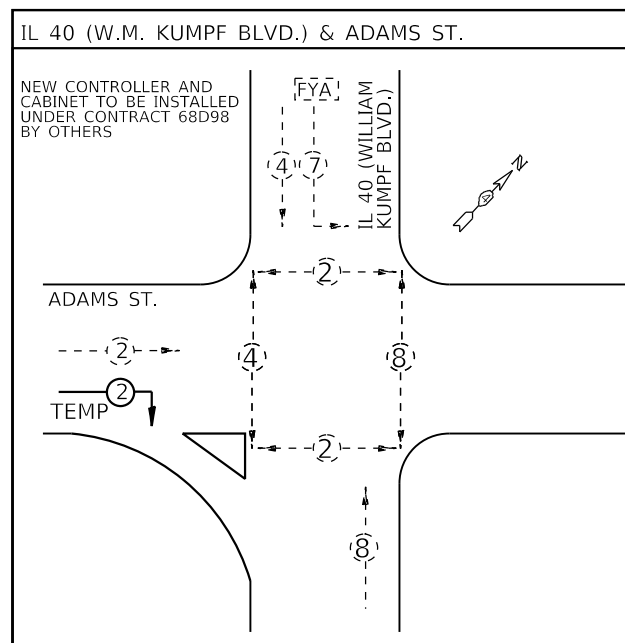 IL 40 (W.M. KUMPF BLVD.) & ADAMS ST.
NEW CONTROLLER AND
CABINET TO BE INSTALLED
UNDER CONTRACT 68D98
BY OTHERS
FYA
IL 40 (WILLIAM
KUMPF BLVD.)
4
7
N
4
2
ADAMS ST.
2
4
8
2
TEMP
2
8